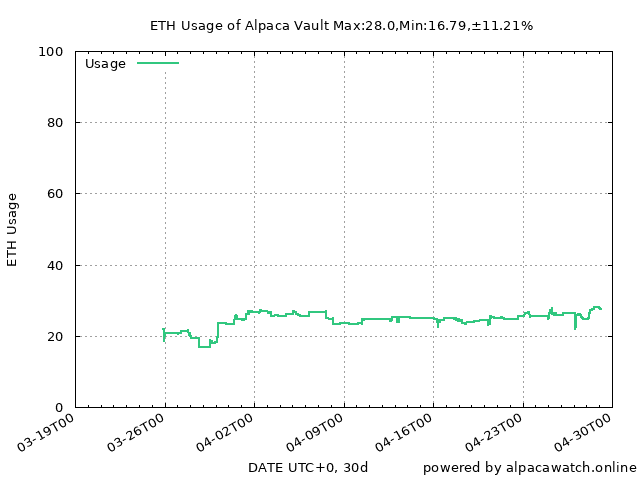 ETH Usage of Alpaca Vault Max:28.0,Min:16.79,±11.21%
Usage
ETH Usage
100
80
60
40
20
0
03-19T00
03-26T00
04-02T00
04-09T00
04-16T00
04-23T00
04-30T00
DATE UTC+0, 30d
powered by alpacawatch.online